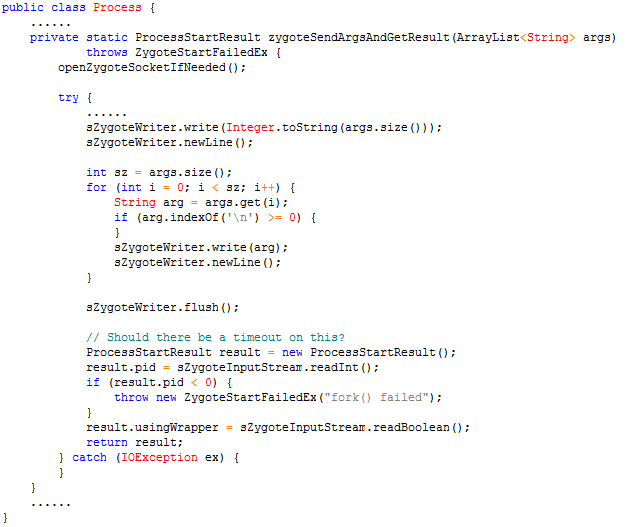 public class Process {
    ......
    private static ProcessStartResult zygoteSendArgsAndGetResult(ArrayList<String> args)
            throws ZygoteStartFailedEx {
        openZygoteSocketIfNeeded();

        try {
            ......
            sZygoteWriter.write(Integer.toString(args.size()));
            sZygoteWriter.newLine();

            int sz = args.size();
            for (int i = 0; i < sz; i++) {
                String arg = args.get(i);
                if (arg.indexOf('\n') >= 0) {
                }
                sZygoteWriter.write(arg);
                sZygoteWriter.newLine();
            }

            sZygoteWriter.flush();

            // Should there be a timeout on this?
            ProcessStartResult result = new ProcessStartResult();
            result.pid = sZygoteInputStream.readInt();
            if (result.pid < 0) {
                throw new ZygoteStartFailedEx("fork() failed");
            }
            result.usingWrapper = sZygoteInputStream.readBoolean();
            return result;
        } catch (IOException ex) {
        }
    }
    ......
}